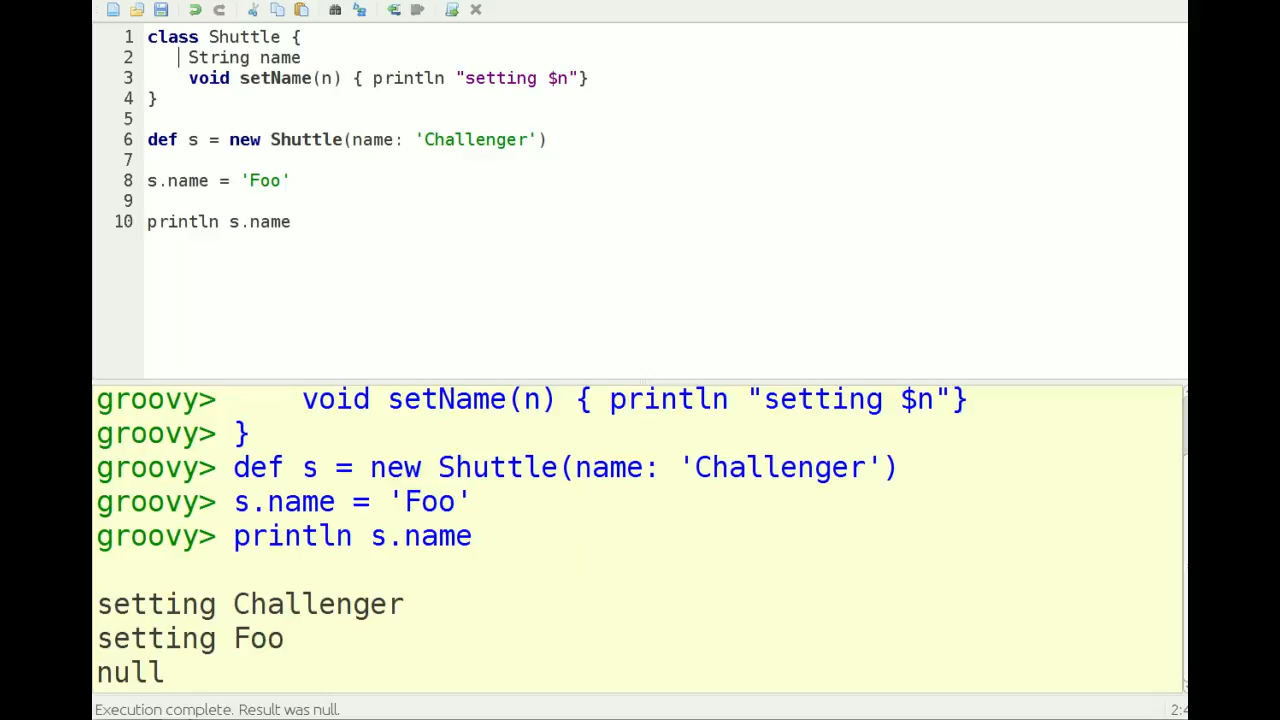 1 class Shuttle {
2 String name
3 void setName(n) { println "setting $n"}
4 }
5
6 def s = new Shuttle(name: 'Challenger')
7
8 s.name = 'Foo'
9
10 println s.name
groovy> void setName(n) { println "setting $n"}
groovy> }
groovy> def s = new Shuttle(name: 'Challenger')
groovy> s.name = 'Foo'
groovy> println s.name
setting Challenger
setting Foo
null
Execution complete. Result was null.